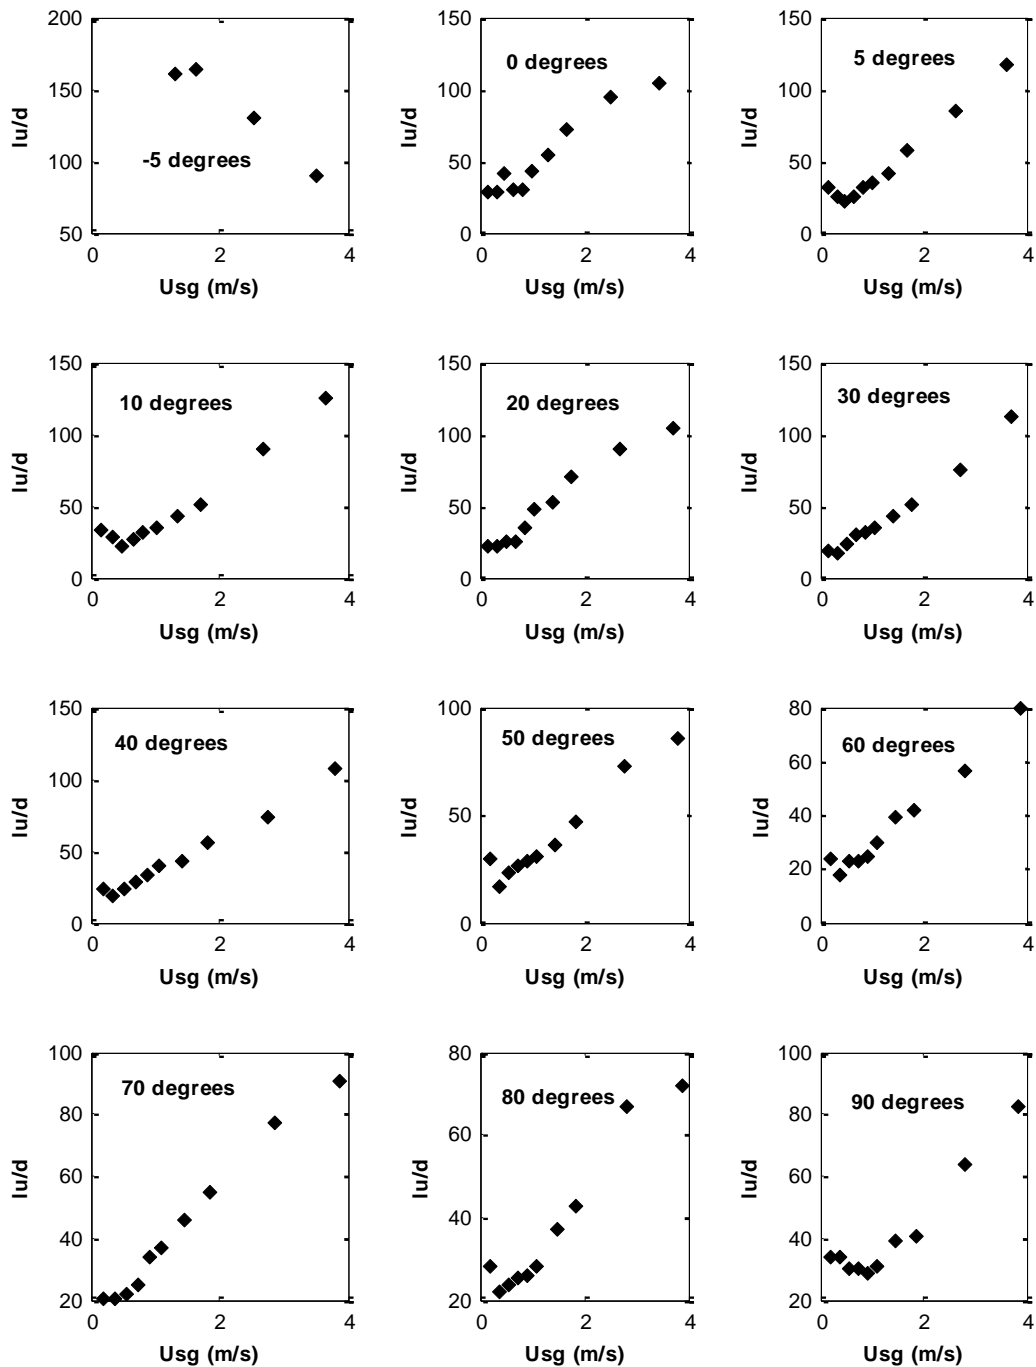 200
150
100
50
0
2
4
lu/d
Usg (m/s)
-5 degrees
150
100
50
0
0
2
4
lu/d
Usg (m/s)
0 degrees
150
100
50
0
0
2
4
lu/d
Usg (m/s)
5 degrees
150
100
50
0
0
2
4
lu/d
Usg (m/s)
10 degrees
150
100
50
0
0
2
4
lu/d
Usg (m/s)
20 degrees
150
100
50
0
0
2
4
lu/d
Usg (m/s)
30 degrees
150
100
50
0
0
2
4
lu/d
Usg (m/s)
40 degrees
100
50
0
0
2
4
lu/d
Usg (m/s)
50 degrees
80
60
40
20
0
0
2
4
lu/d
Usg (m/s)
60 degrees
100
80
60
40
20
0
2
4
lu/d
Usg (m/s)
70 degrees
80
60
40
20
0
2
4
lu/d
Usg (m/s)
80 degrees
100
80
60
40
20
0
2
4
lu/d
Usg (m/s)
90 degrees